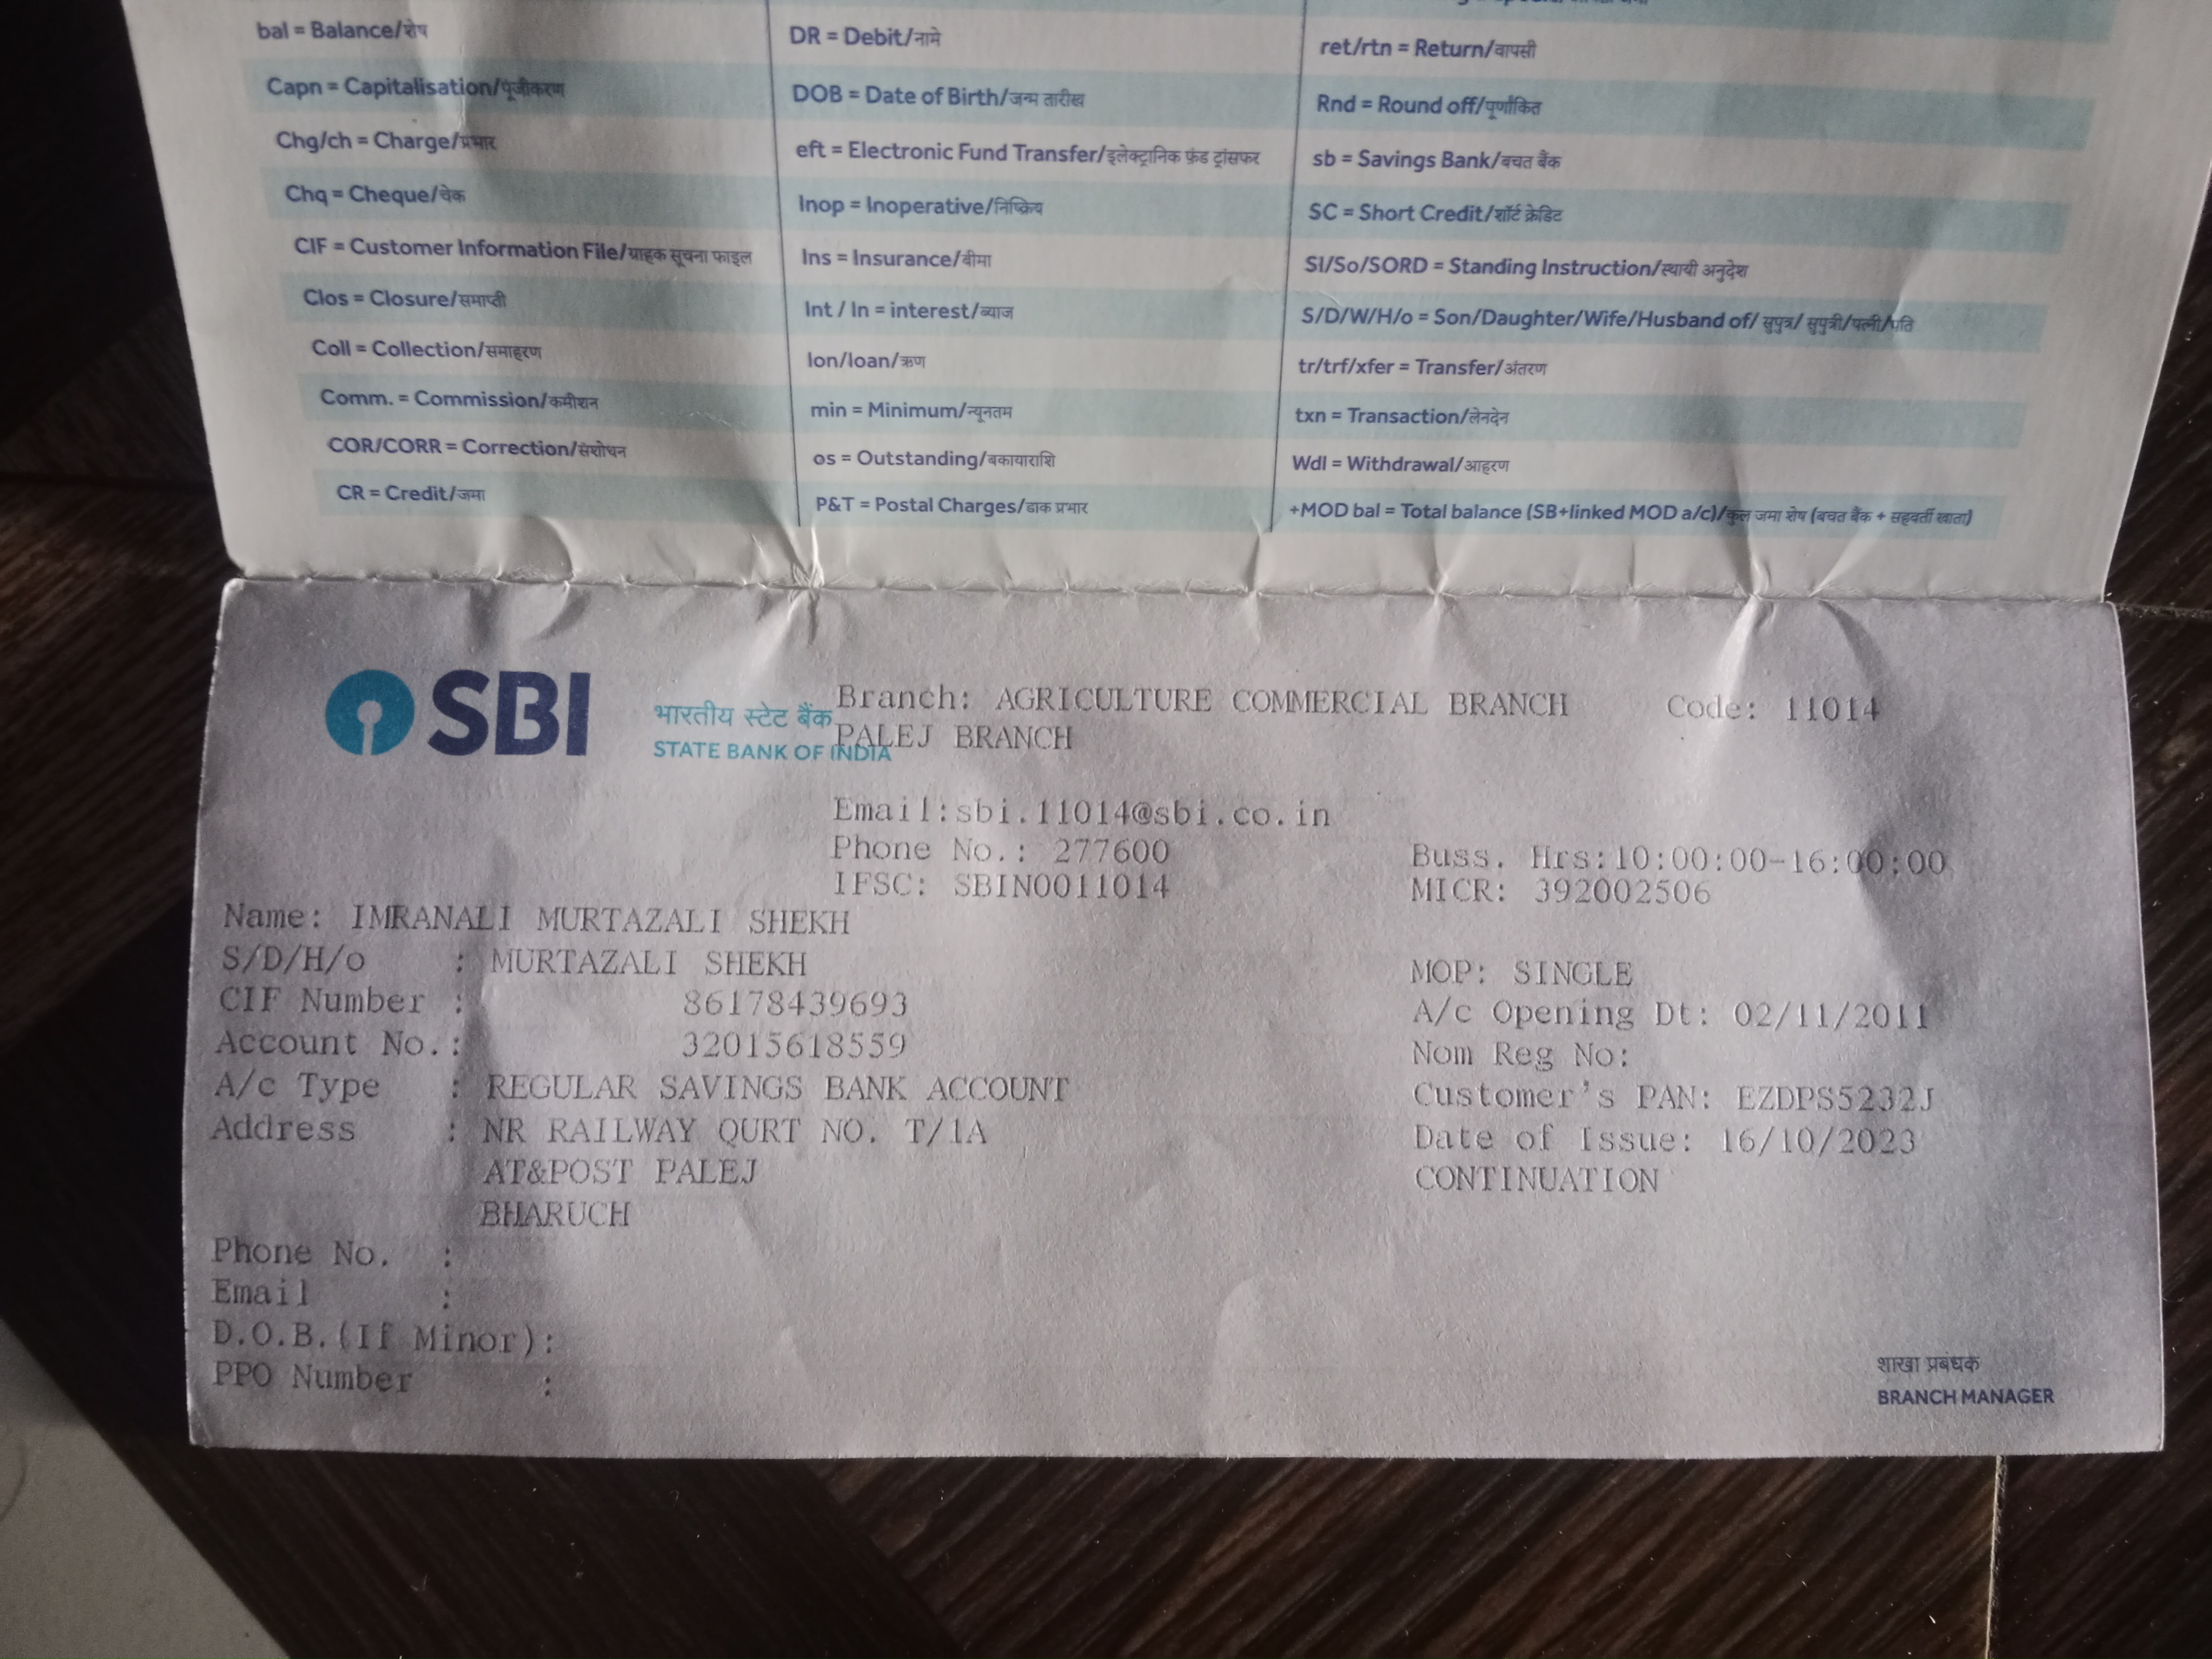 bal = Balance/शेष
DR = Debit/नामे
ret/rtn = Return/वापसी
Capn = Capitalisation/पूंजीकरण
DOB = Date of Birth/जन्म तारीख
Rnd = Round off/पूर्णांकित
Chg/ch = Charge/प्रभार
eft = Electronic Fund Transfer/इलेक्ट्रानिक फ़ंड ट्रांसफर
sb = Savings Bank/बचत बैंक
Chq = Cheque/चेक
Inop = Inoperative/निष्क्रिय
SC = Short Credit/शॉर्ट क्रेडिट
CIF = Customer Information File/ग्राहक सूचना फाइल
Ins = Insurance/बीमा
SI/So/SORD = Standing Instruction/स्थायी अनुदेश
Clos = Closure/समाप्ती
Int / In = interest/ब्याज
S/D/W/H/o = Son/Daughter/Wife/Husband of/ सुपुत्र/ सुपुत्री/पत्नी/पति
Coll = Collection/समाहरण
lon/loan/ऋण
tr/trf/xfer = Transfer/अंतरण
Comm. = Commission/कमीशन
min = Minimum/न्यूनतम
txn = Transaction/लेनदेन
COR/CORR = Correction/संशोधन
os = Outstanding/बकायाराशि
Wdl = Withdrawal/आहरण
CR = Credit/जमा
P&T = Postal Charges/डाक प्रभार
+MOD bal = Total balance (SB+linked MOD a/c)/कुल जमा शेष (बचत बैंक + सहवर्ती खाता)
SBI
भारतीय स्टेट बैंक
STATE BANK OF INDIA
Branch: AGRICULTURE COMMERCIAL BRANCH Code: 11014
PALEJ BRANCH
Email:sbi.11014@sbi.co.in
Phone No.: 277600 Buss. Hrs:10:00:00-16:00:00
IFSC: SBIN0011014 MICR: 392002506
Name: IMRANALI MURTAZALI SHEKH
S/D/H/o : MURTAZALI SHEKH MOP: SINGLE
CIF Number : 86178439693 A/c Opening Dt: 02/11/2011
Account No.: 32015618559 Nom Reg No:
A/c Type : REGULAR SAVINGS BANK ACCOUNT Customer's PAN: EZDPS5232J
Address : NR RAILWAY QURT NO. T/1A Date of Issue: 16/10/2023
AT&POST PALEJ CONTINUATION
BHARUCH
Phone No. :
Email :
D.O.B.(If Minor):
PPO Number :
शाखा प्रबंधक
BRANCH MANAGER